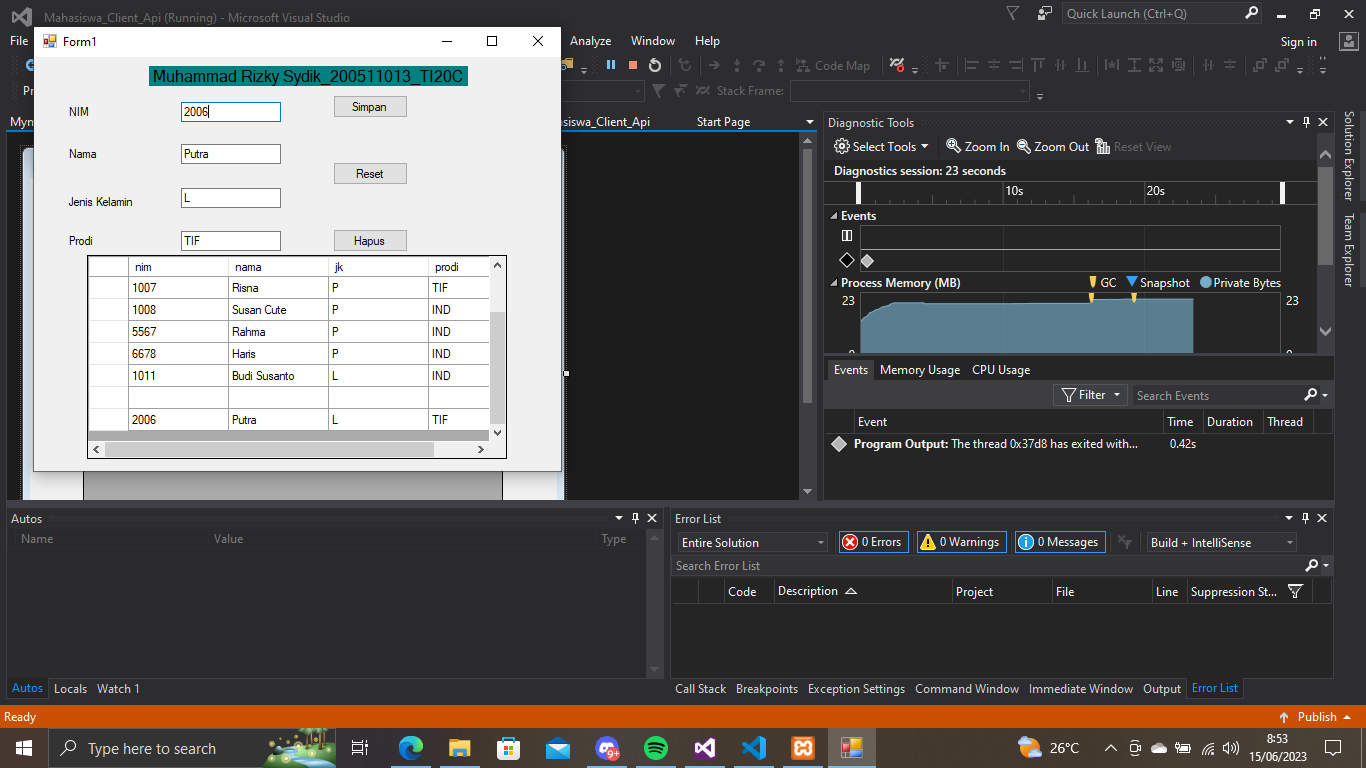 Mahasiswa_Client_Api (Running) - Microsoft Visual Studio
Quick Launch (Ctrl+Q)
File
Analyze Window Help
Sign in
Form1
Code Map
Stack Frame:
Muhammad Rizky Sydik_200511013_TI20C
NIM 2006 Simpan
Nama Putra
Reset
Jenis Kelamin L
Prodi TIF Hapus
nim nama jk prodi
1007 Risna P TIF
1008 Susan Cute P IND
5567 Rahma P IND
6678 Haris P IND
1011 Budi Susanto L IND
2006 Putra L TIF
Start Page
Diagnostic Tools
Select Tools Zoom In Zoom Out Reset View
Diagnostics session: 23 seconds
10s 20s
Events
Process Memory (MB) GC Snapshot Private Bytes
23 23
Events Memory Usage CPU Usage
Filter Search Events
Event Time Duration Thread
Program Output: The thread 0x37d8 has exited with... 0.42s
Solution Explorer
Team Explorer
Autos
Name Value Type
Autos Locals Watch 1
Error List
Entire Solution 0 Errors 0 Warnings 0 Messages Build + IntelliSense
Search Error List
Code Description Project File Line Suppression St...
Call Stack Breakpoints Exception Settings Command Window Immediate Window Output Error List
Ready Publish
Type here to search
9+
26°C
8:53
15/06/2023